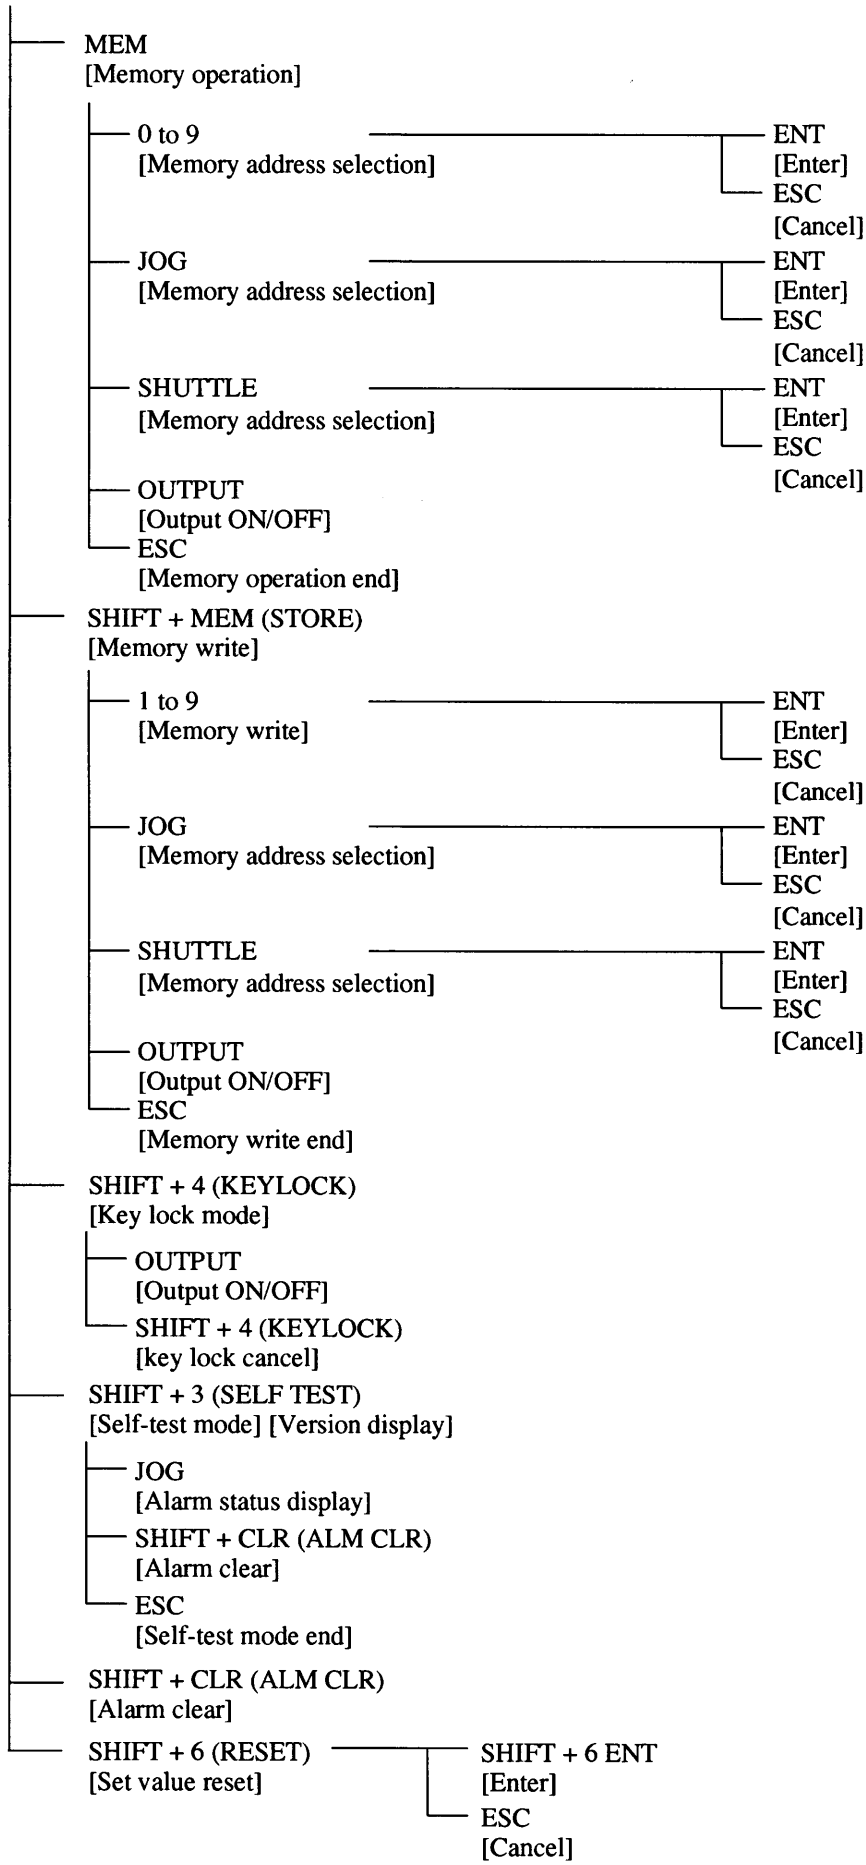 MEM
[Memory operation]
0 to 9 ENT
[Memory address selection] [Enter]
ESC
[Cancel]
JOG ENT
[Memory address selection] [Enter]
ESC
[Cancel]
SHUTTLE ENT
[Memory address selection] [Enter]
ESC
[Cancel]
OUTPUT
[Output ON/OFF]
ESC
[Memory operation end]
SHIFT + MEM (STORE)
[Memory write]
1 to 9 ENT
[Memory write] [Enter]
ESC
[Cancel]
JOG ENT
[Memory address selection] [Enter]
ESC
[Cancel]
SHUTTLE ENT
[Memory address selection] [Enter]
ESC
[Cancel]
OUTPUT
[Output ON/OFF]
ESC
[Memory write end]
SHIFT + 4 (KEYLOCK)
[Key lock mode]
OUTPUT
[Output ON/OFF]
SHIFT + 4 (KEYLOCK)
[key lock cancel]
SHIFT + 3 (SELF TEST)
[Self-test mode] [Version display]
JOG
[Alarm status display]
SHIFT + CLR (ALM CLR)
[Alarm clear]
ESC
[Self-test mode end]
SHIFT + CLR (ALM CLR)
[Alarm clear]
SHIFT + 6 (RESET) SHIFT + 6 ENT
[Set value reset] [Enter]
ESC
[Cancel]